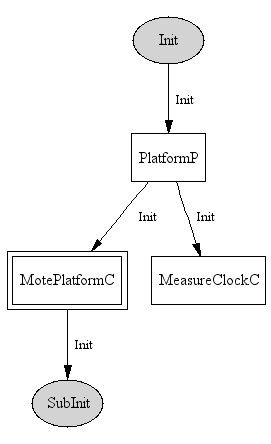 Init
Init
PlatformP
Init
Init
MotePlatformC
MeasureClockC
Init
SubInit